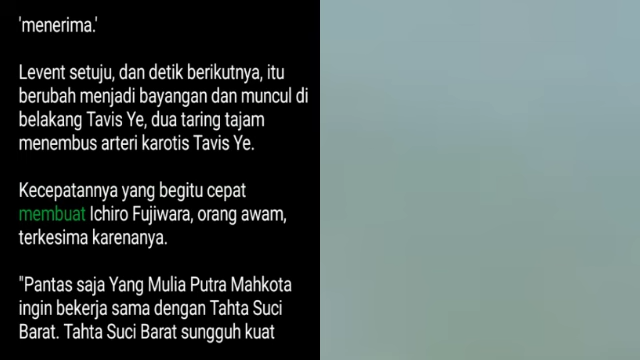 'menerima.'
Levent setuju, dan detik berikutnya, itu
berubah menjadi bayangan dan muncul di
belakang Tavis Ye, dua taring tajam
menembus arteri karotis Tavis Ye.
Kecepatannya yang begitu cepat
membuat Ichiro Fujiwara, orang awam,
terkesima karenanya.
"Pantas saja Yang Mulia Putra Mahkota
ingin bekerja sama dengan Tahta Suci
Barat. Tahta Suci Barat sungguh kuat